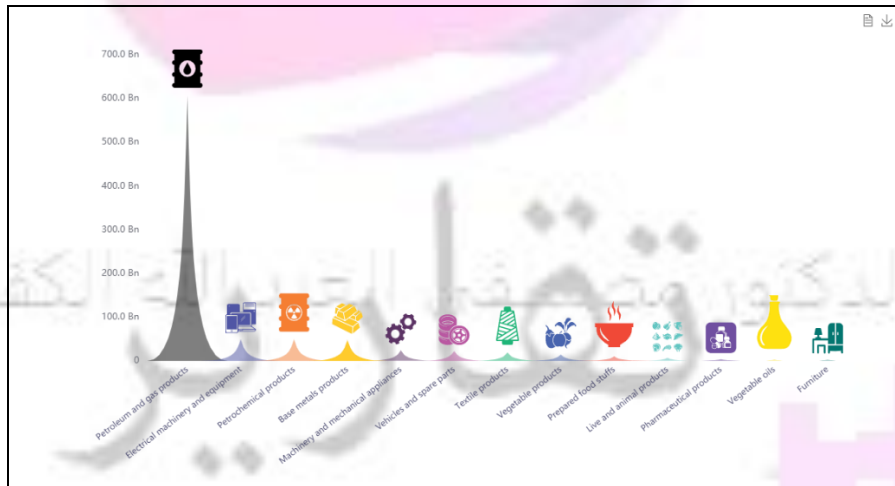 700.0 Bn
600.0 Bn
500.0 Bn
400.0 Bn
300.0 Bn
200.0 Bn
100.0 Bn
0
Petroleum and gas products
Electrical machinery and equipment
Petrochemical products
Base metals products
Machinery and mechanical appliances
Vehicles and spare parts
Textile products
Vegetable products
Prepared food stuffs
Live and animal products
Pharmaceutical products
Vegetable oils
Furniture
تقارير